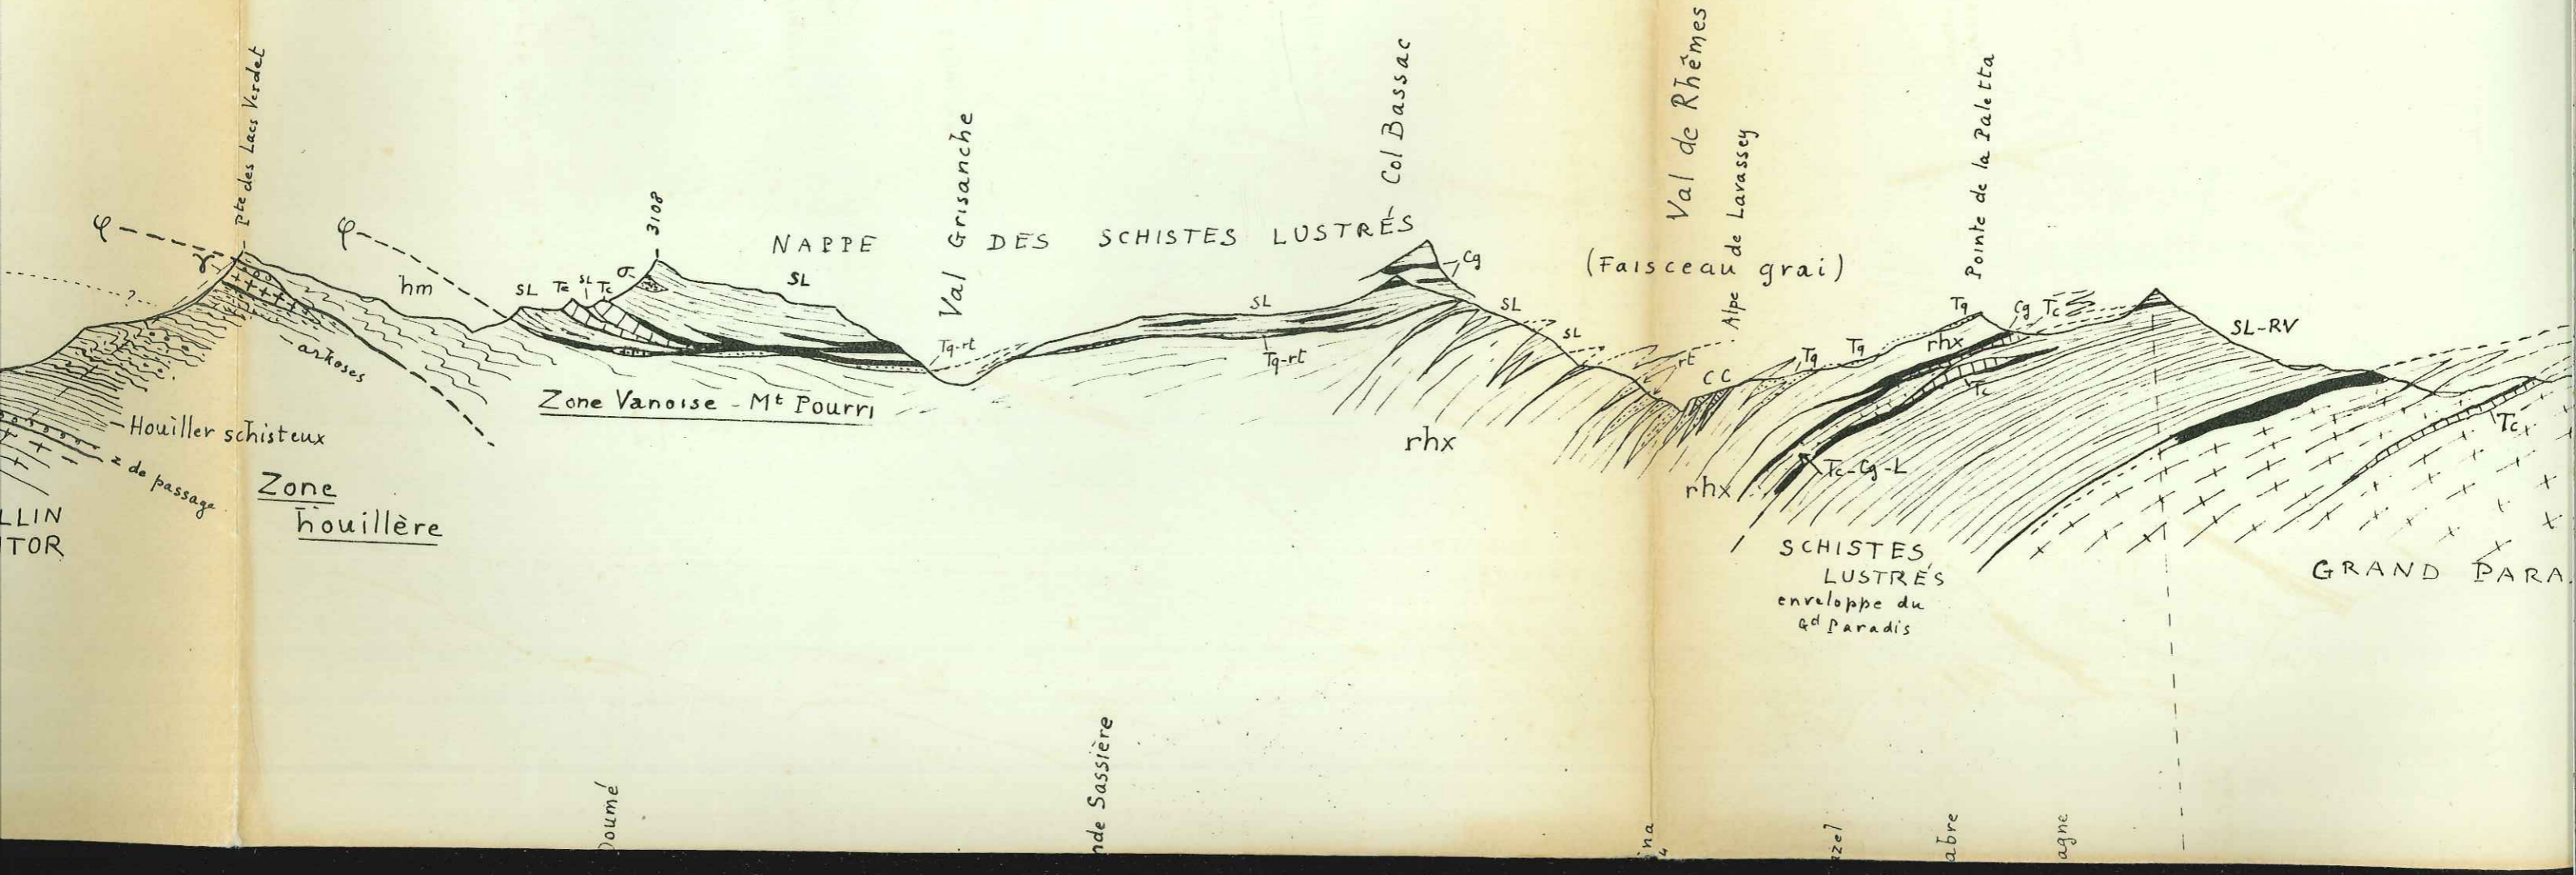 Pte des Lacs Verdet
φ
γ
?
φ
hm
arkoses
Houiller schisteux
z de passage
Zone
houillère
LLIN
ITOR
3108
SL
Tc
SL
Tc
σ
NAPPE DES SCHISTES LUSTRÉS
SL
Val Grisanche
Tq-rt
Zone Vanoise - Mt Pourri
SL
Tq-rt
Col Bassac
Cg
SL
SL
rhx
(Faisceau grai)
Val de Rhêmes
Alpe de Lavassey
rt
C C
Tq
Tq
rhx
Pointe de la Paletta
Tq
Cg
Tc
rhx
Tc
Tc-Cg-L
SL-RV
SCHISTES
LUSTRÉS
enveloppe du
Gd Paradis
Tc
GRAND PARA
Doumé
nde Sassière
ina
4
zel
abre
agne